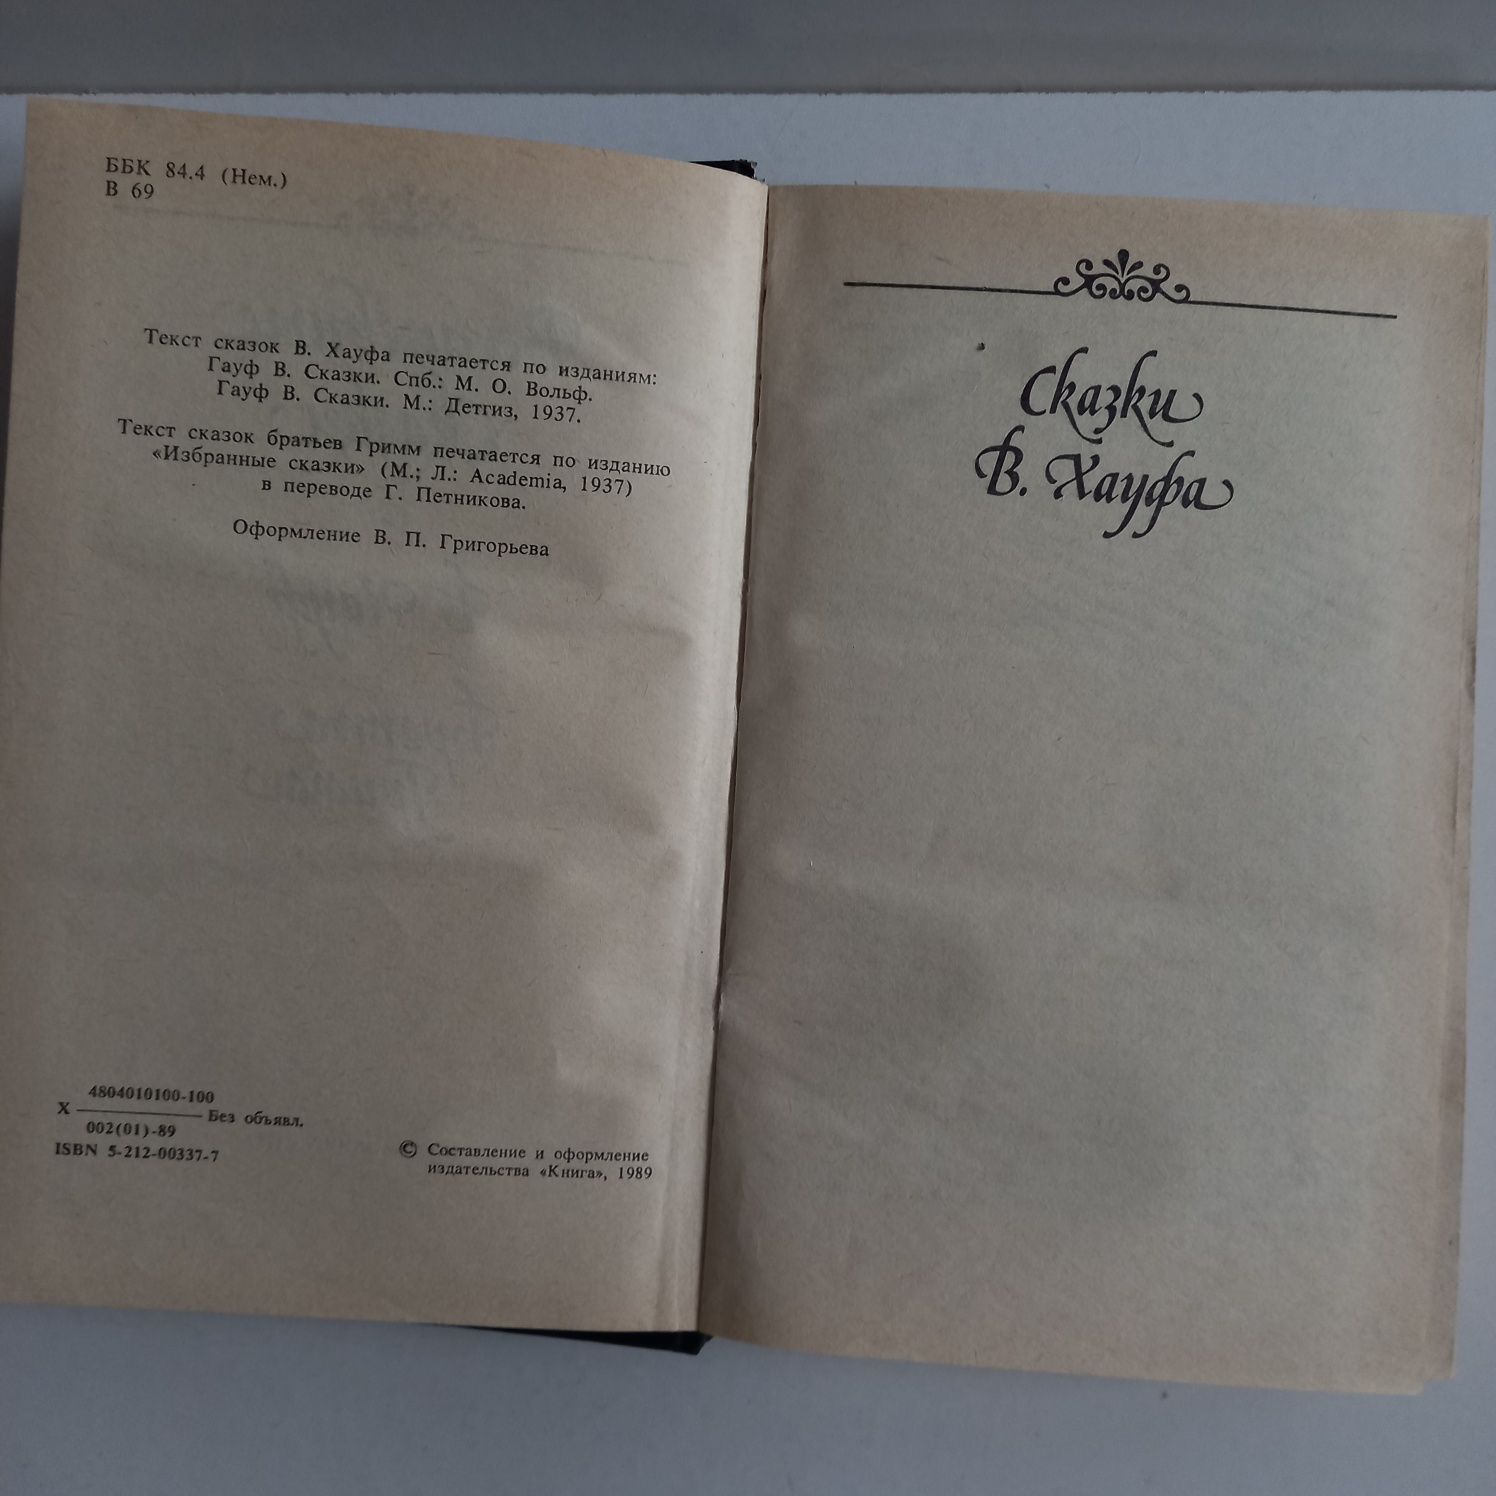 ББК 84.4 (Нем.)
В 69
Текст сказок В. Хауфа печатается по изданиям:
Гауф В. Сказки. Спб.: М. О. Вольф.
Гауф В. Сказки. М.: Детгиз, 1937.
Текст сказок братьев Гримм печатается по изданию
«Избранные сказки» (М.; Л.: Academia, 1937)
в переводе Г. Петникова.
Оформление В. П. Григорьева
4804010100-100
Х
Без объявл.
002(01)-89
ISBN 5-212-00337-7
© Составление и оформление
издательства «Книга», 1989
Сказки
В. Хауфа